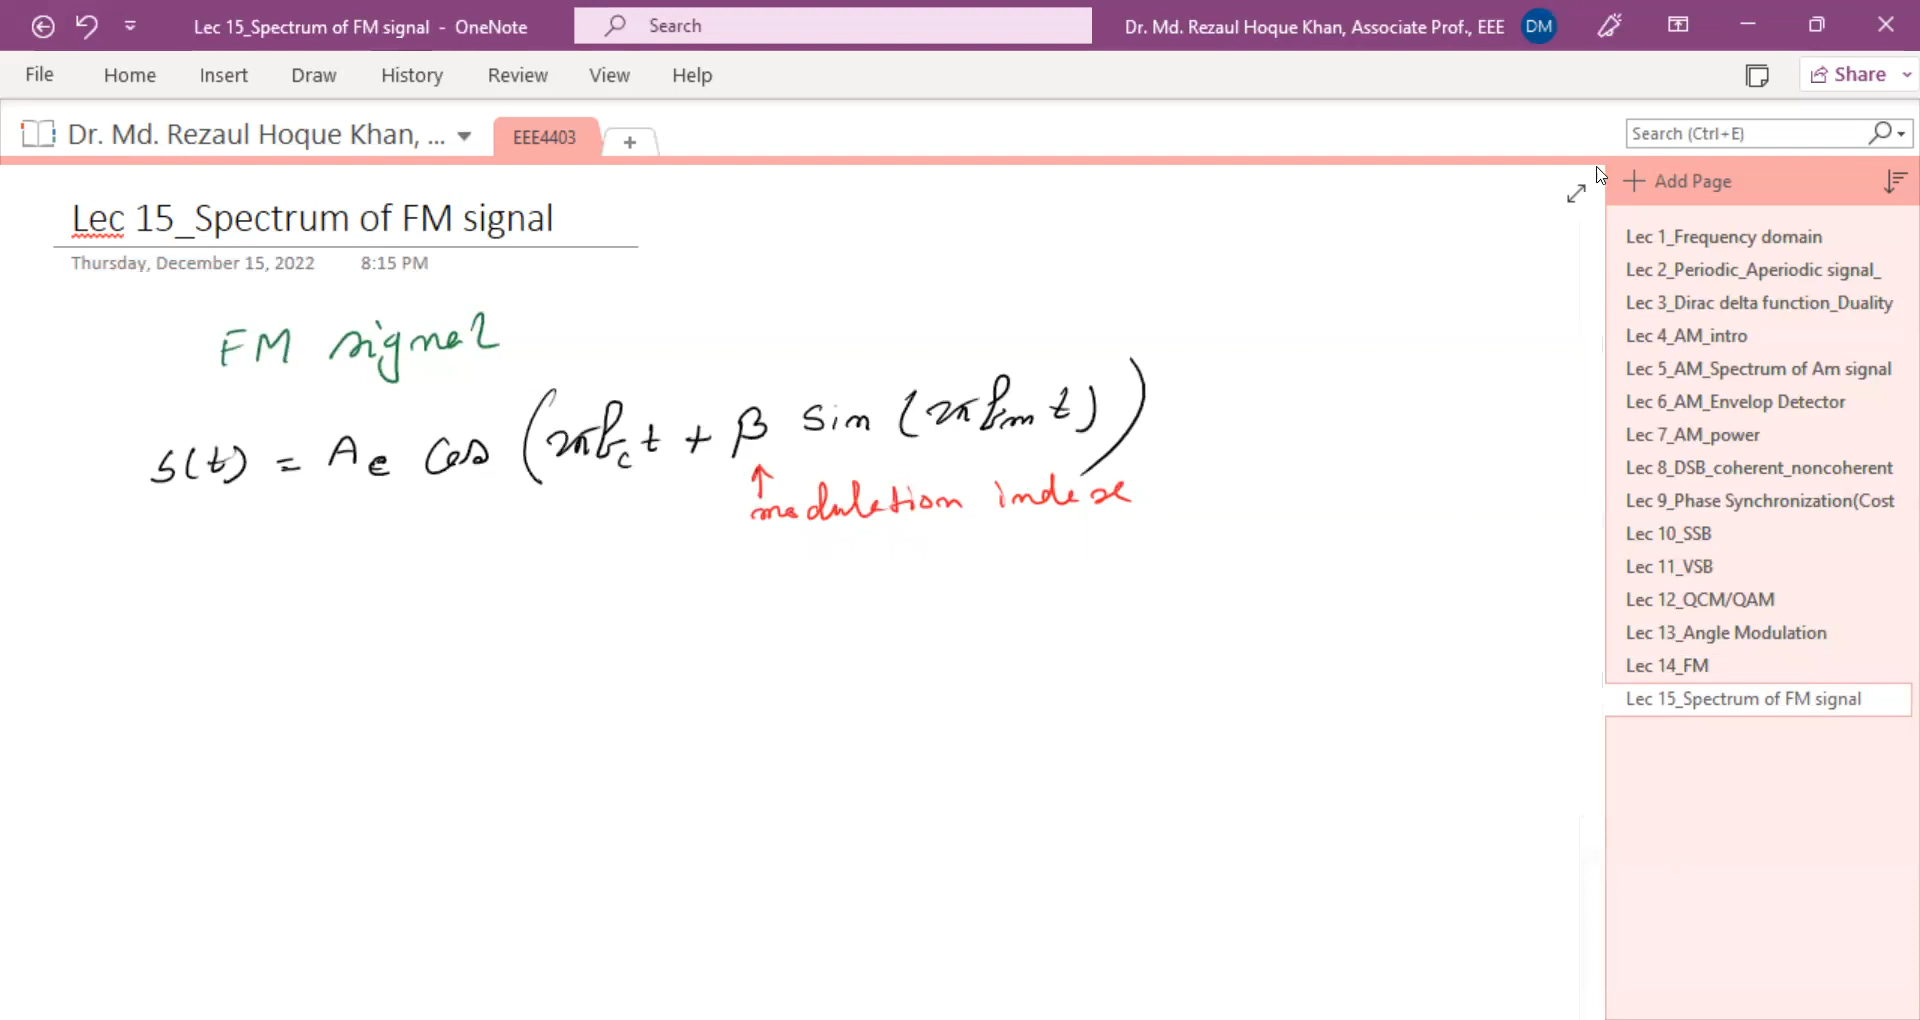 Lec 15_Spectrum of FM signal - OneNote
Search
Dr. Md. Rezaul Hoque Khan, Associate Prof., EEE DM
File Home Insert Draw History Review View Help
Share
Dr. Md. Rezaul Hoque Khan, ...
EEE4403
+
Search (Ctrl+E)
Lec 15_Spectrum of FM signal
Thursday, December 15, 2022 8:15 PM
FM signal
S(t) = Ac Cos (2πfc t + β Sin (2πfm t))
modulation index
Add Page
Lec 1_Frequency domain
Lec 2_Periodic_Aperiodic signal_
Lec 3_Dirac delta function_Duality
Lec 4_AM_intro
Lec 5_AM_Spectrum of Am signal
Lec 6_AM_Envelop Detector
Lec 7_AM_power
Lec 8_DSB_coherent_noncoherent
Lec 9_Phase Synchronization(Cost
Lec 10_SSB
Lec 11_VSB
Lec 12_QCM/QAM
Lec 13_Angle Modulation
Lec 14_FM
Lec 15_Spectrum of FM signal